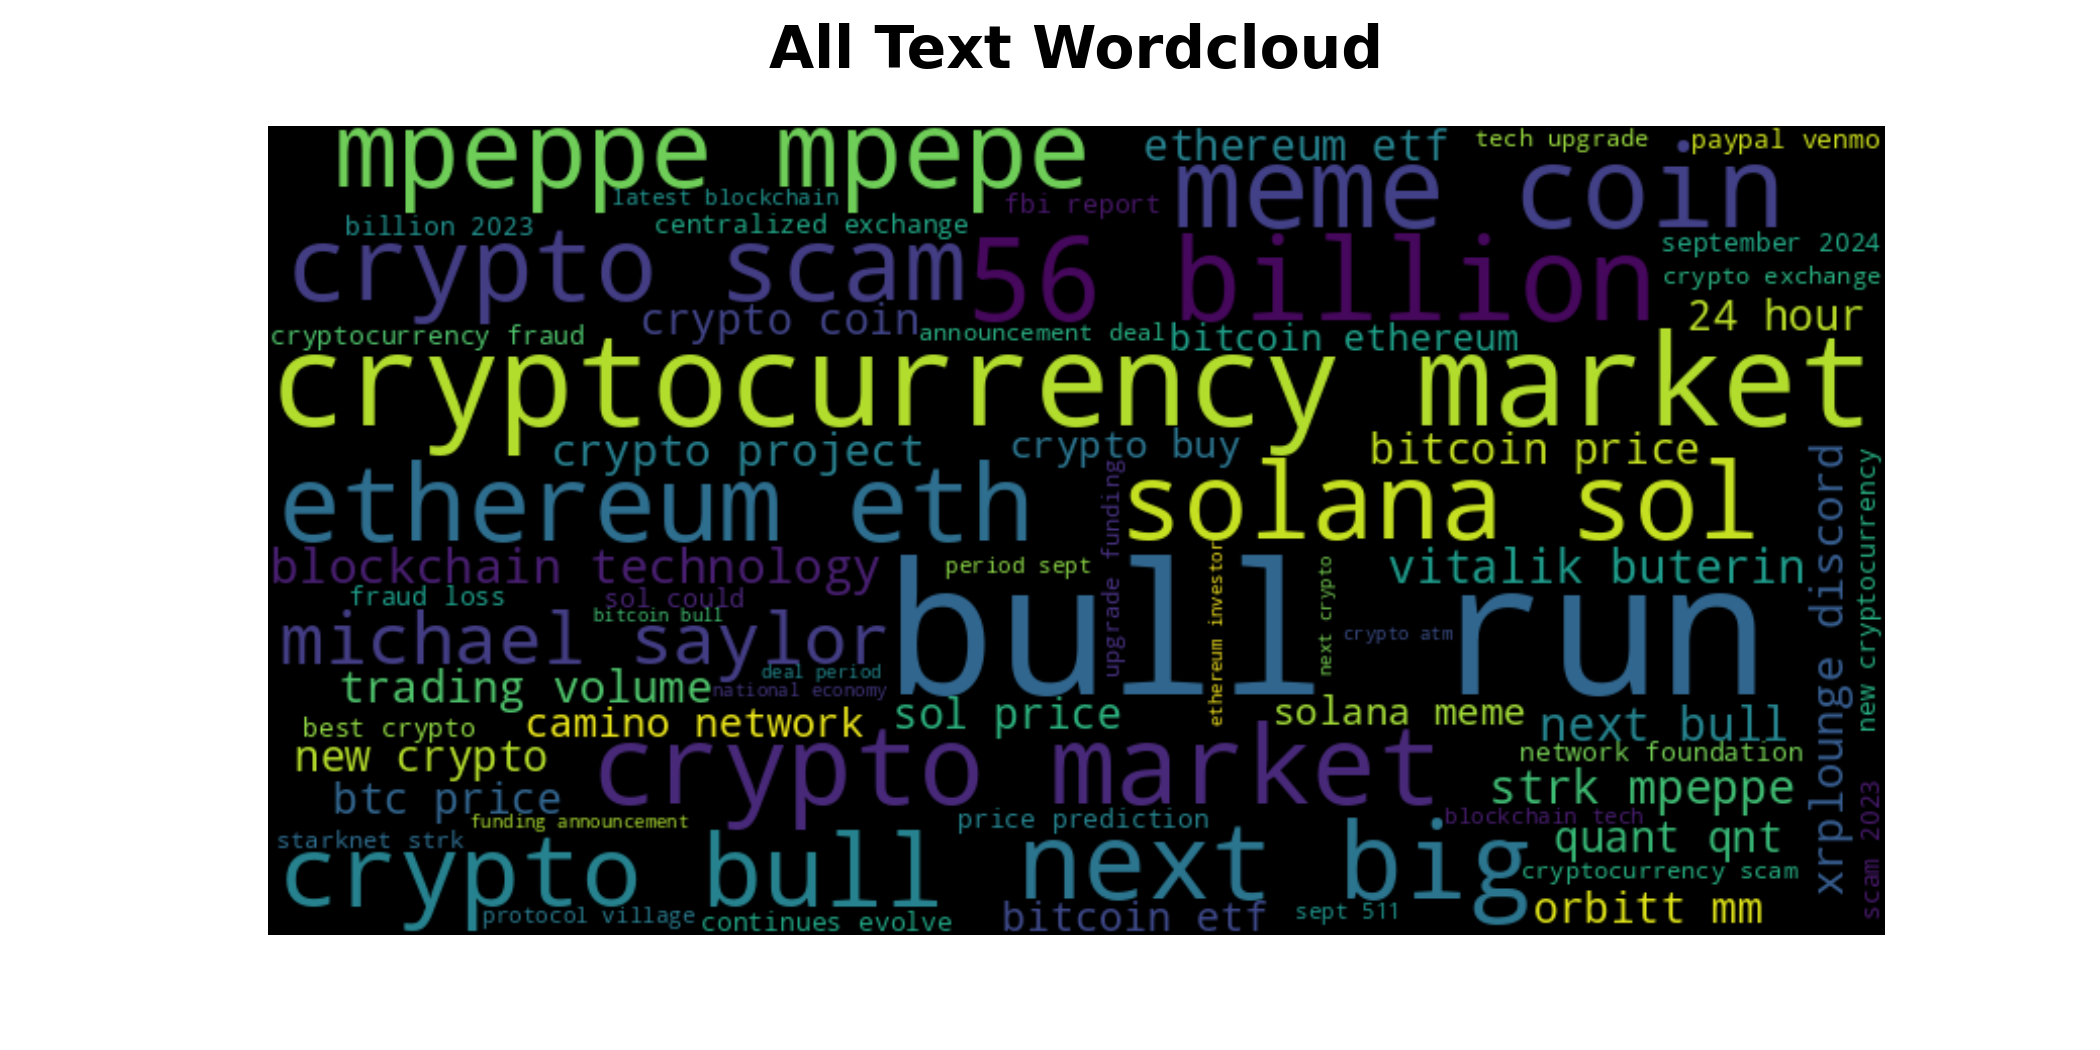 All Text Wordcloud
mpeppe mpepe
ethereum etf
tech upgrade
paypal venmo
latest blockchain
fbi report
meme coin
billion 2023
centralized exchange
crypto scam
56 billion
september 2024
crypto exchange
crypto coin
24 hour
cryptocurrency fraud
announcement deal
bitcoin ethereum
cryptocurrency market
crypto project
crypto buy
bitcoin price
ethereum eth
upgrade funding
solana sol
xrplounge discord
new cryptocurrency
blockchain technology
period sept
vitalik buterin
fraud loss
sol could
bitcoin bull
bull run
ethereum investor
next crypto
crypto atm
michael saylor
deal period
trading volume
national economy
best crypto
camino network
sol price
solana meme
next bull
new crypto
crypto market
network foundation
btc price
strk mpeppe
funding announcement
price prediction
blockchain tech
scam 2023
starknet strk
quant qnt
crypto bull
next big
cryptocurrency scam
protocol village
continues evolve
bitcoin etf
sept 511
orbitt mm